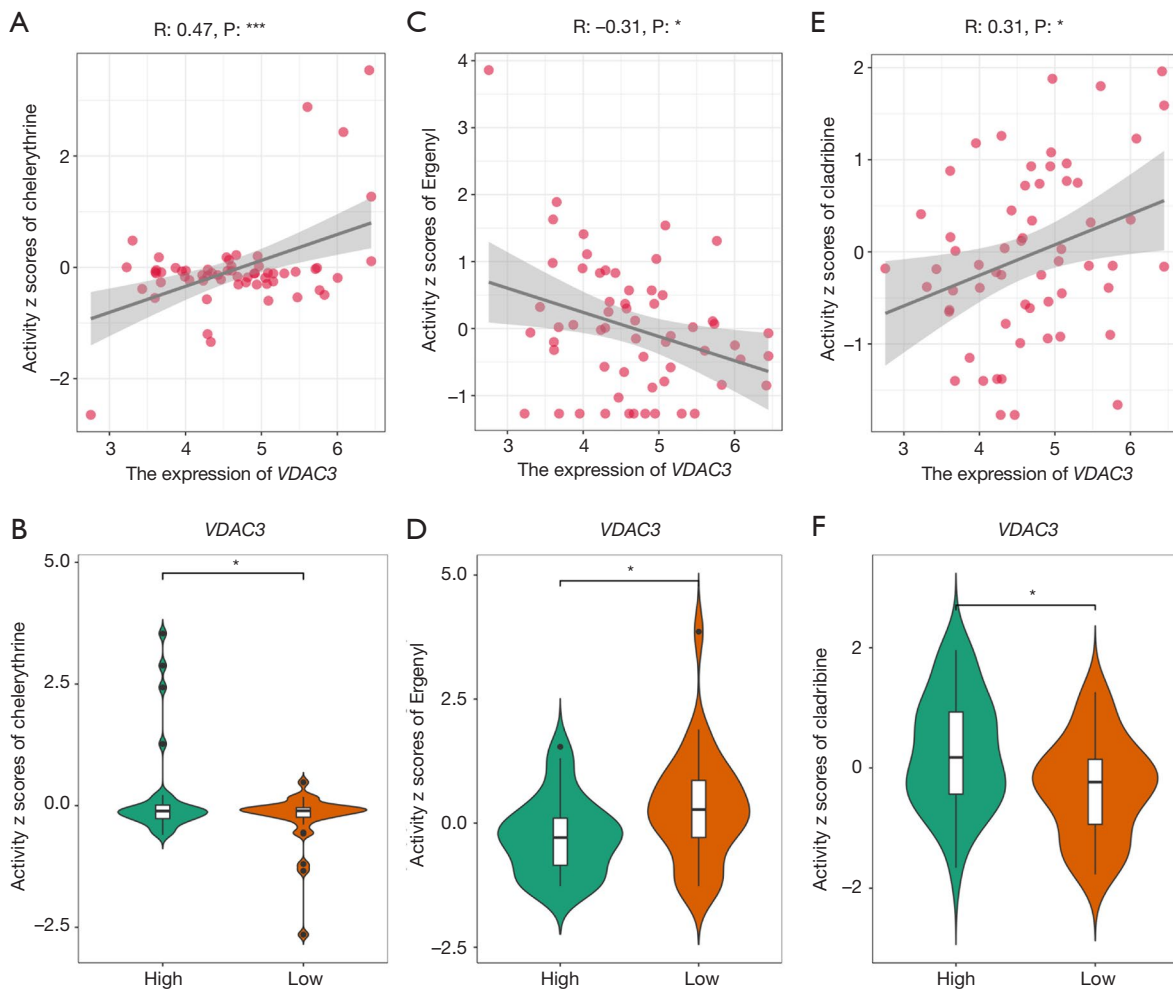 A
R: 0.47, P: ***
Activity z scores of chelerythrine
2
0
−2
3 4 5 6
The expression of VDAC3
C
R: −0.31, P: *
Activity z scores of Ergenyl
4
3
2
1
0
−1
3 4 5 6
The expression of VDAC3
E
R: 0.31, P: *
Activity z scores of cladribine
2
1
0
−1
3 4 5 6
The expression of VDAC3
B
VDAC3
Activity z scores of chelerythrine
5.0
2.5
0.0
−2.5
*
High Low
D
VDAC3
Activity z scores of Ergenyl
5.0
2.5
0.0
−2.5
*
High Low
F
VDAC3
Activity z scores of cladribine
2
0
−2
*
High Low